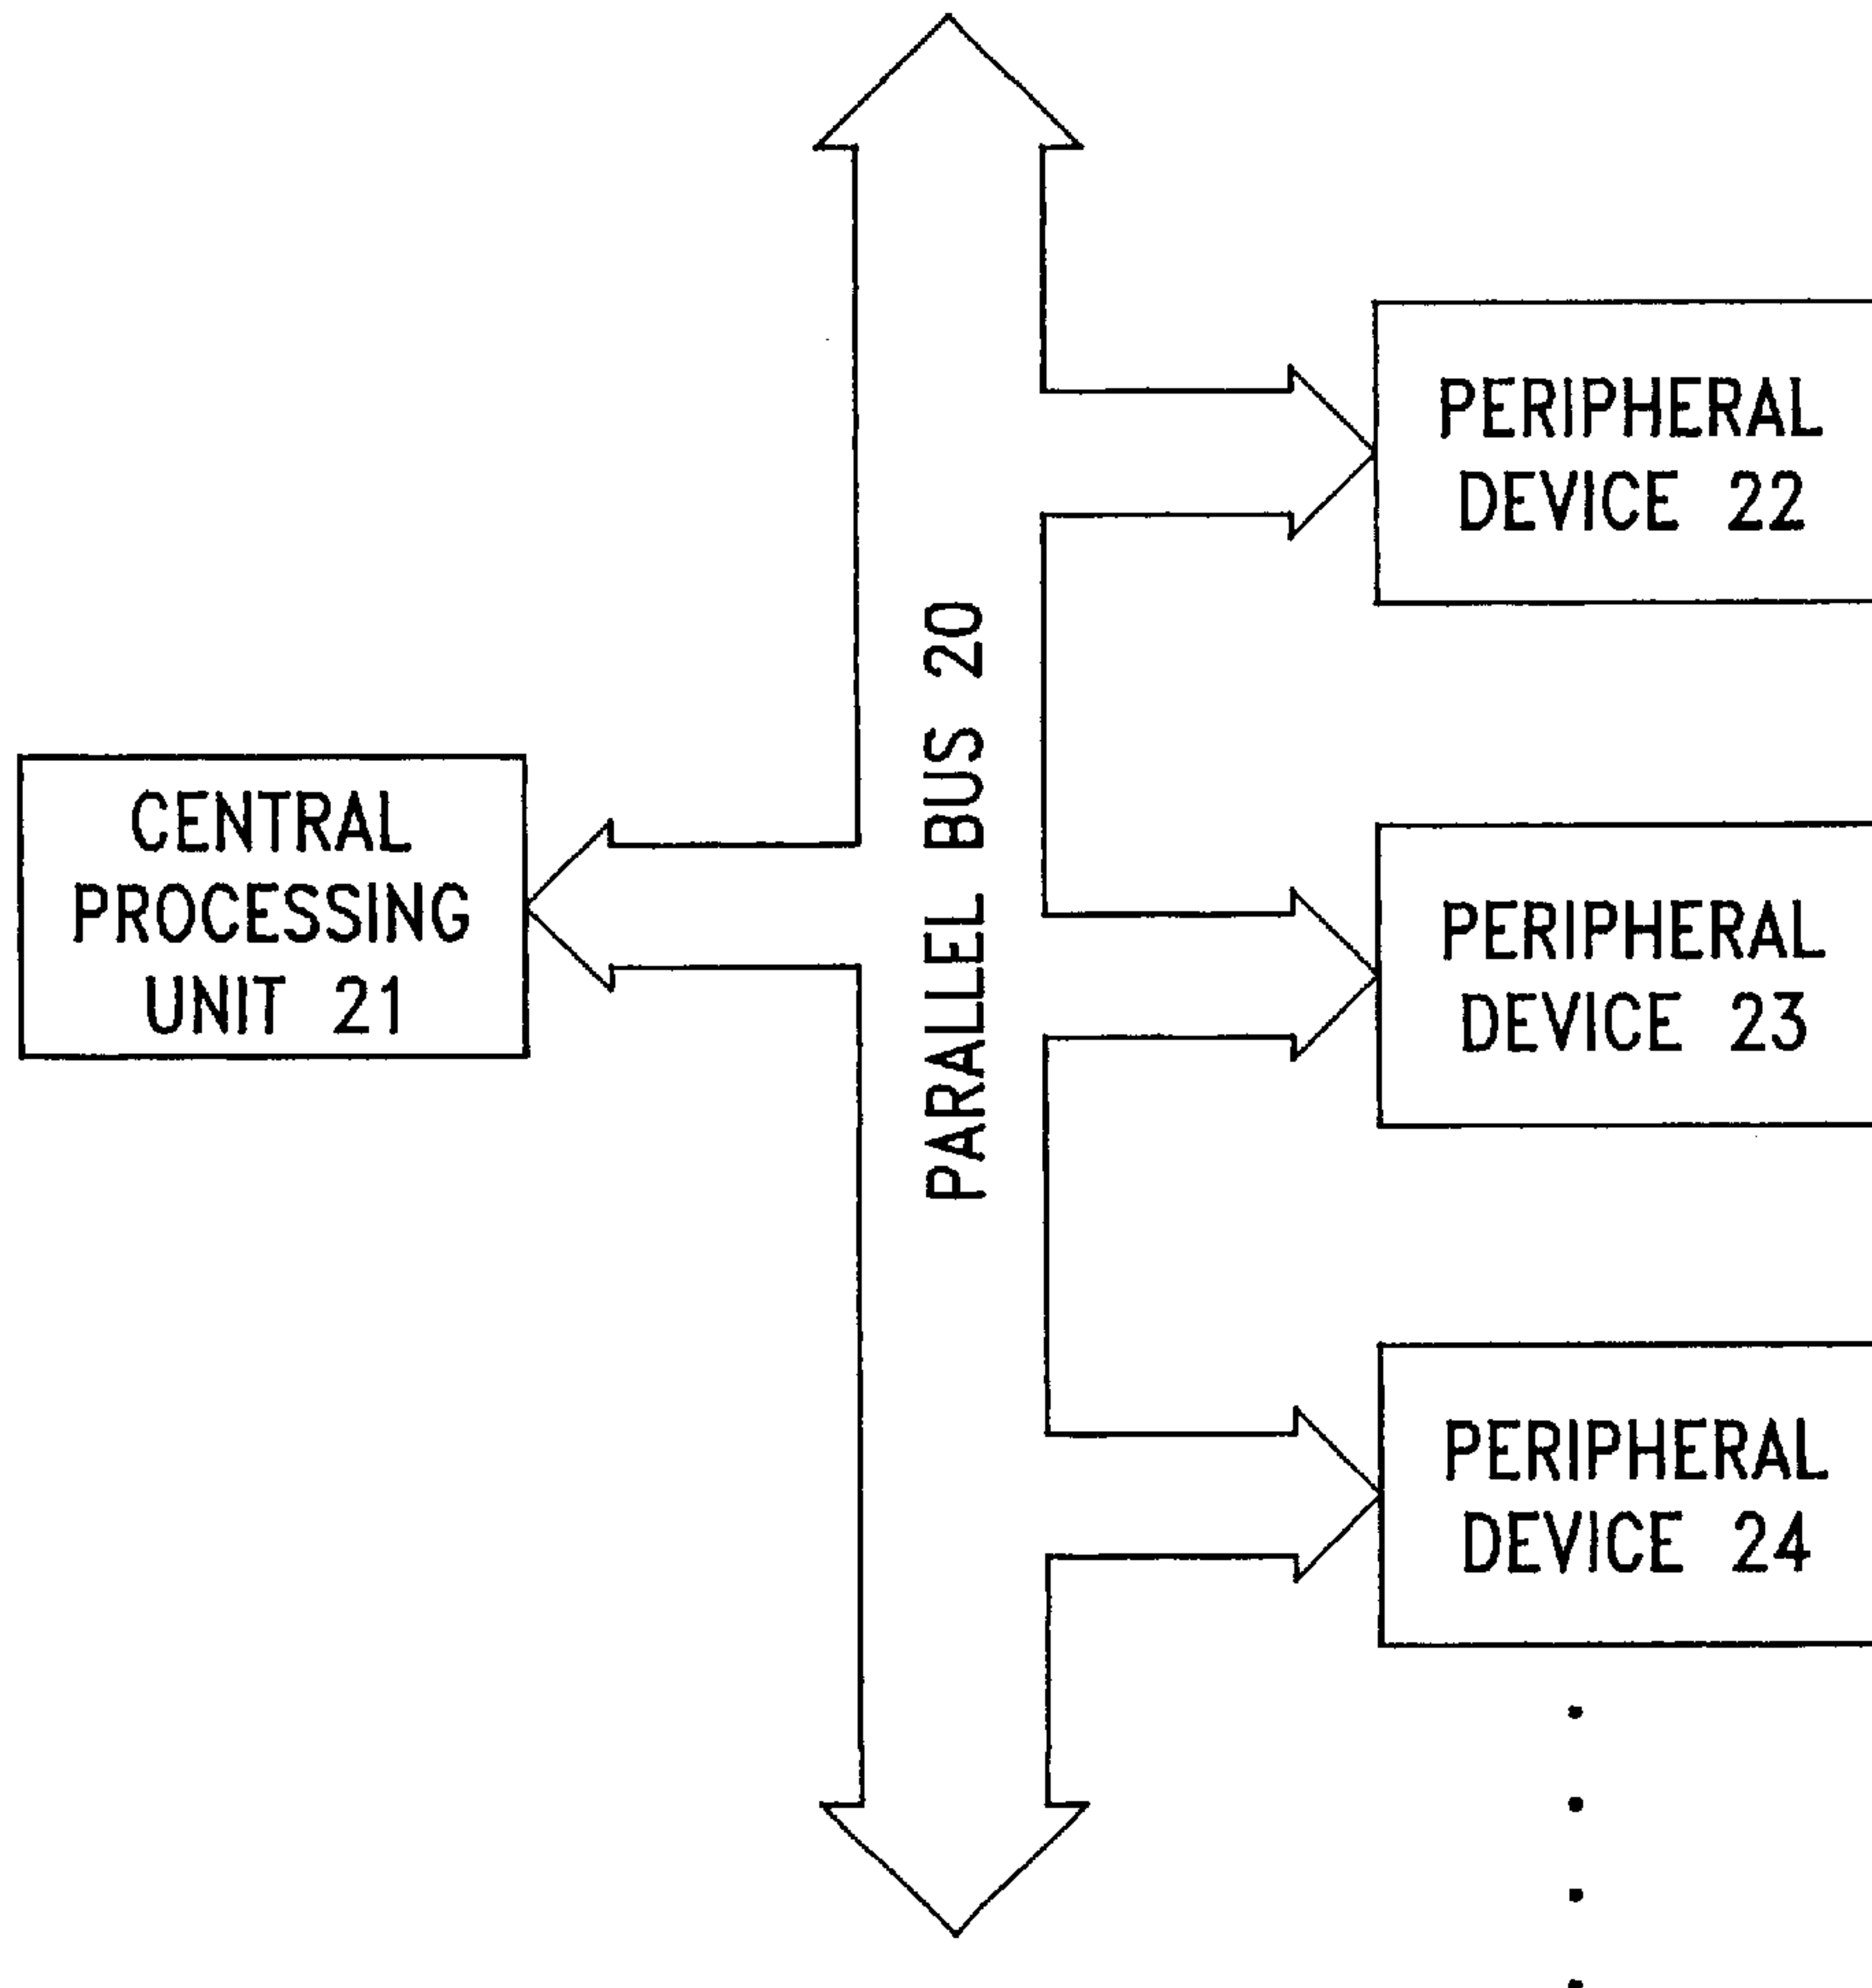 PERIPHERAL
DEVICE 22
PARALLEL BUS 20
CENTRAL
PROCESSING
UNIT 21
PERIPHERAL
DEVICE 23
PERIPHERAL
DEVICE 24